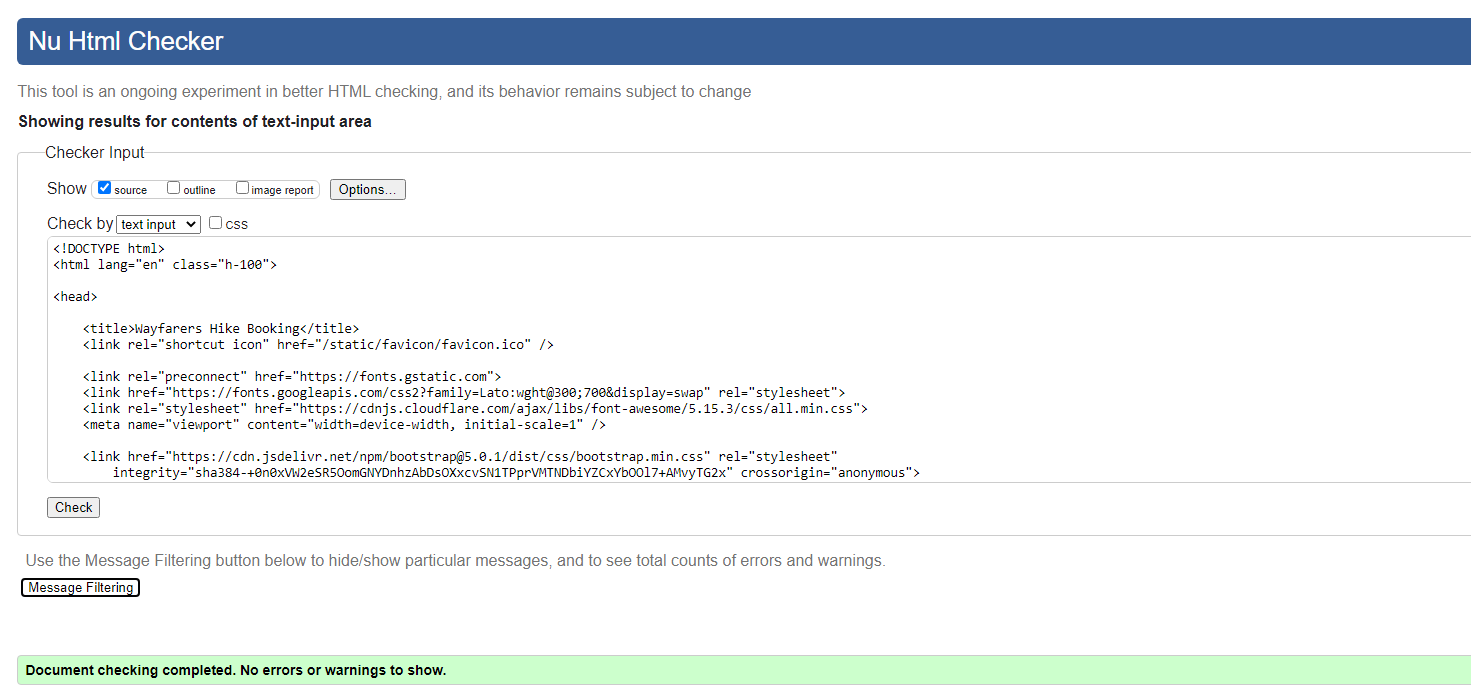 Nu Html Checker
This tool is an ongoing experiment in better HTML checking, and its behavior remains subject to change
Showing results for contents of text-input area
Checker Input
Show source outline image report Options...
Check by text input css
<!DOCTYPE html>
<html lang="en" class="h-100">
<head>
<title>Wayfarers Hike Booking</title>
<link rel="shortcut icon" href="/static/favicon/favicon.ico" />
<link rel="preconnect" href="https://fonts.gstatic.com">
<link href="https://fonts.googleapis.com/css2?family=Lato:wght@300;700&display=swap" rel="stylesheet">
<link rel="stylesheet" href="https://cdnjs.cloudflare.com/ajax/libs/font-awesome/5.15.3/css/all.min.css">
<meta name="viewport" content="width=device-width, initial-scale=1" />
<link href="https://cdn.jsdelivr.net/npm/bootstrap@5.0.1/dist/css/bootstrap.min.css" rel="stylesheet"
integrity="sha384-+0n0xVW2eSR5OomGNYDnhzAbDsOXxcvSN1TPprVMTNDbiYZCxYbOOl7+AMvyTG2x" crossorigin="anonymous">
Check
Use the Message Filtering button below to hide/show particular messages, and to see total counts of errors and warnings.
Message Filtering
Document checking completed. No errors or warnings to show.